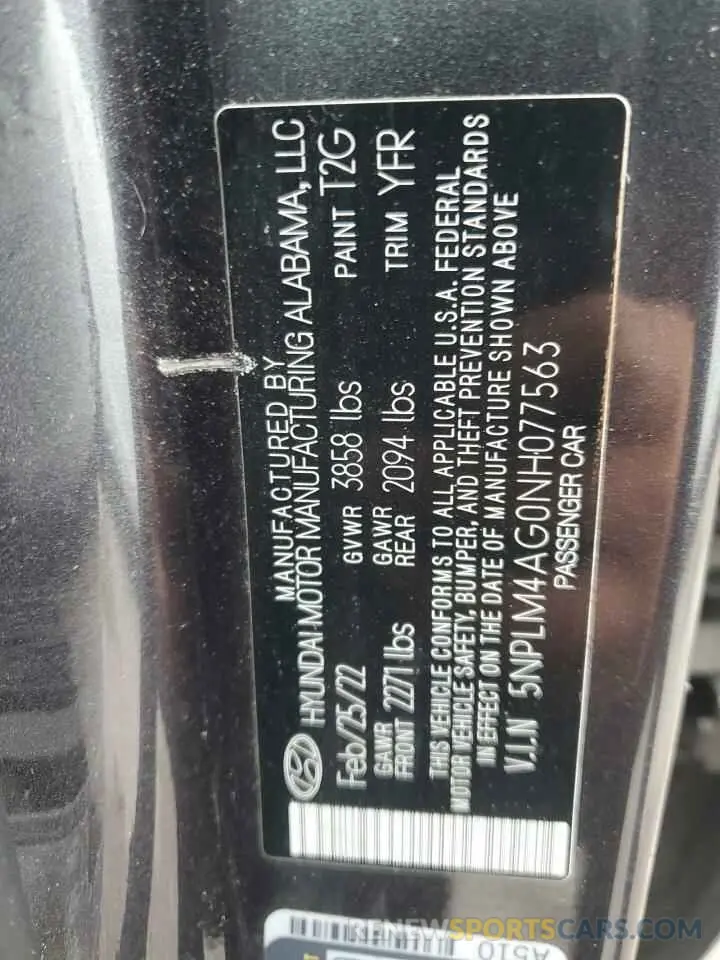 MANUFACTURED BY
HYUNDAI MOTOR MANUFACTURING ALABAMA, LLC
Feb/25/22 GVWR 3858 lbs PAINT T2G
GAWR FRONT 2271 lbs GAWR REAR 2094 lbs TRIM YFR
THIS VEHICLE CONFORMS TO ALL APPLICABLE U.S.A. FEDERAL
MOTOR VEHICLE SAFETY, BUMPER, AND THEFT PREVENTION STANDARDS
IN EFFECT ON THE DATE OF MANUFACTURE SHOWN ABOVE
V.I.N 5NPLM4AG0NH077563
PASSENGER CAR
A510
RENEWSPORTSCARS.COM